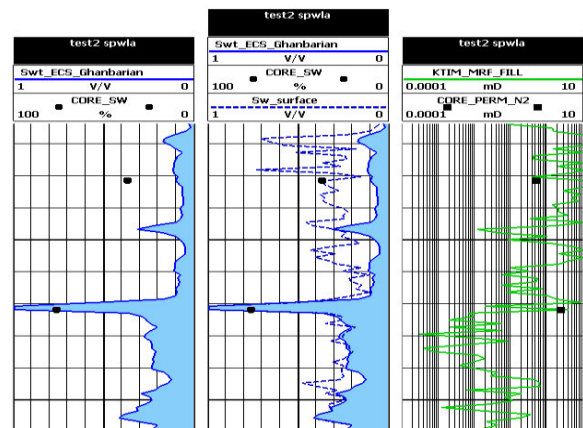 test2 spwla
Swt_ECS_Ghanbarian
1 V/V 0
CORE_SW
100 % 0
test2 spwla
Swt_ECS_Ghanbarian
1 V/V 0
CORE_SW
100 % 0
Sw_surface
1 V/V 0
test2 spwla
KTIM_MRF_FILL
0.0001 mD 10
CORE_PERM_N2
0.0001 mD 10